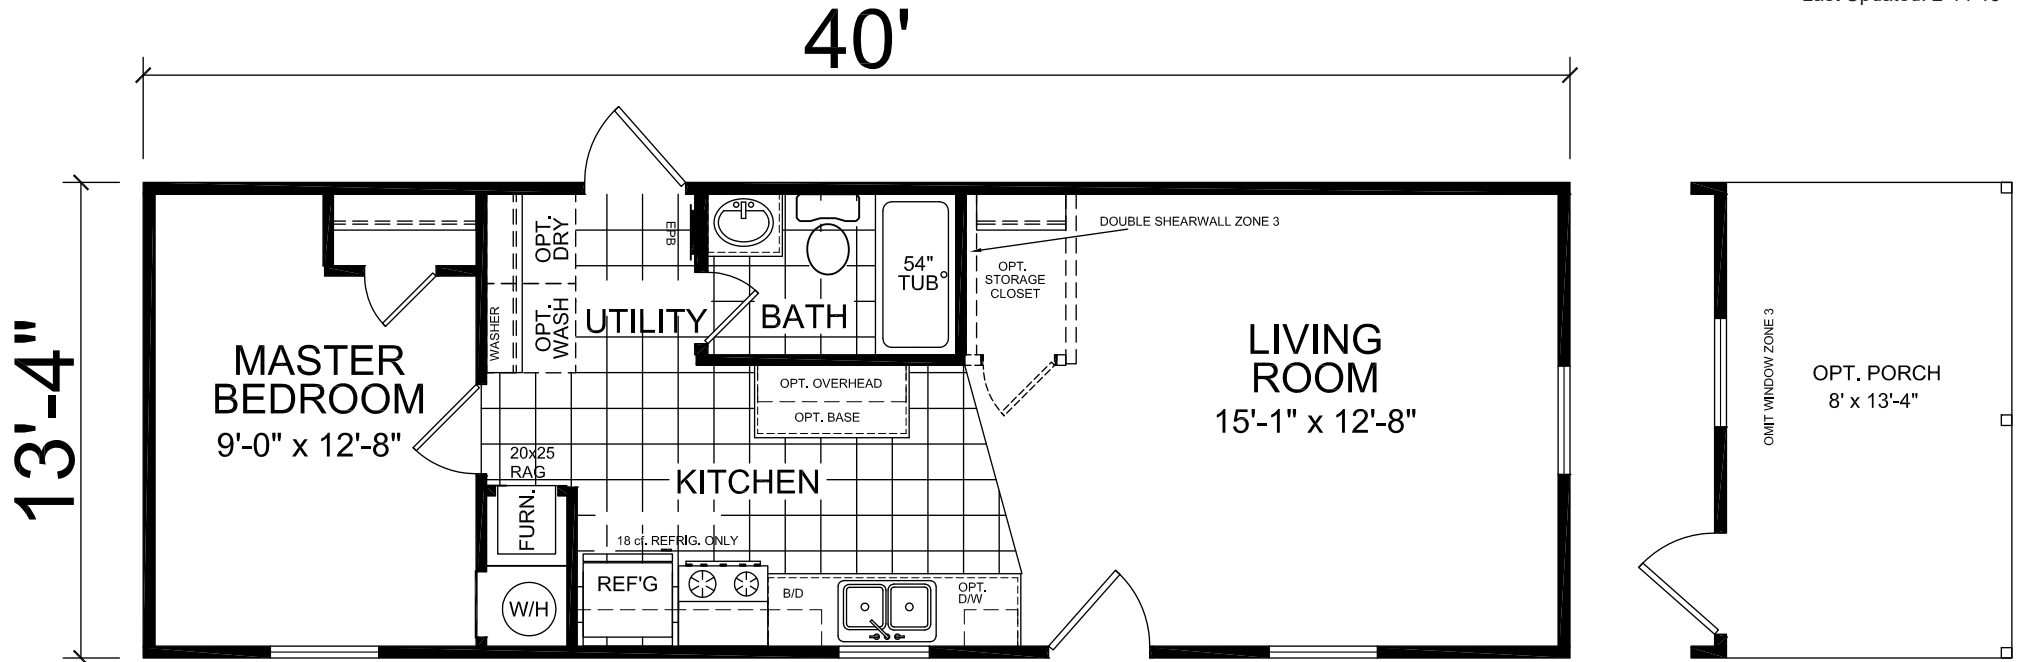 40'
13'-4"
MASTER
BEDROOM
9'-0" x 12'-8"
WASHER
OPT.
DRY
OPT.
WASH
EPB
UTILITY
BATH
54"
TUB
DOUBLE SHEARWALL ZONE 3
OPT.
STORAGE
CLOSET
LIVING
ROOM
15'-1" x 12'-8"
OPT. OVERHEAD
OPT. BASE
KITCHEN
20x25
RAG
FURN.
W/H
18 cf. REFRIG. ONLY
REF'G
B/D
OPT.
D/W
OMIT WINDOW ZONE 3
OPT. PORCH
8' x 13'-4"